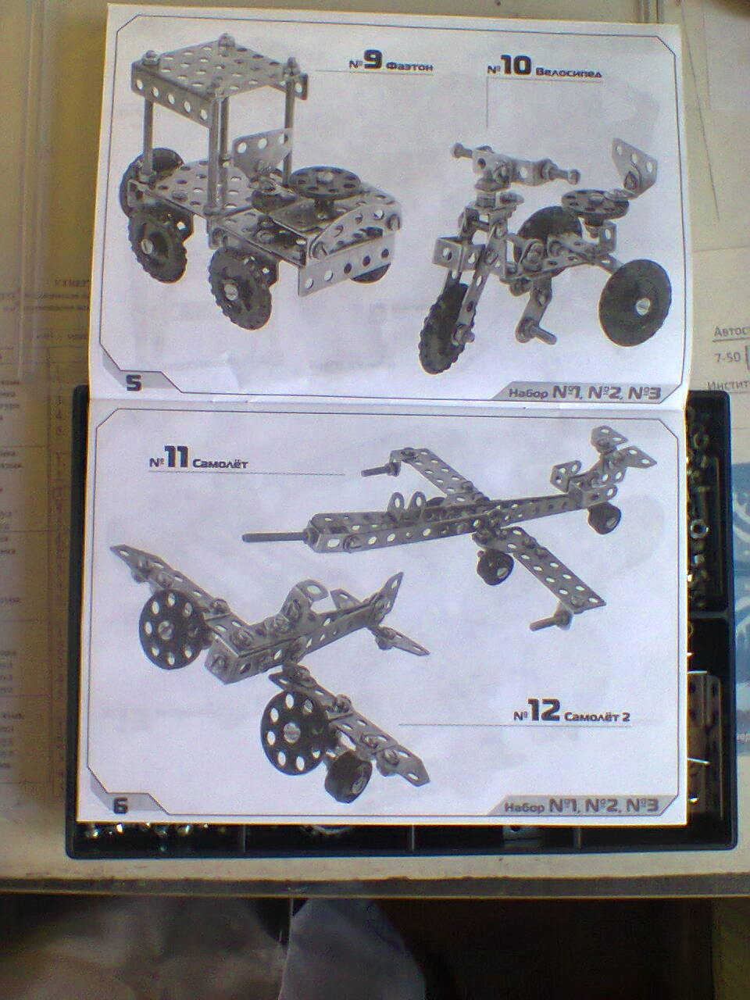 №9 Фаэтон
№10 Велосипед
5
Набор №1, №2, №3
№11 Самолёт
№12 Самолёт 2
6
Набор №1, №2, №3
Автост
7-50
Инстит